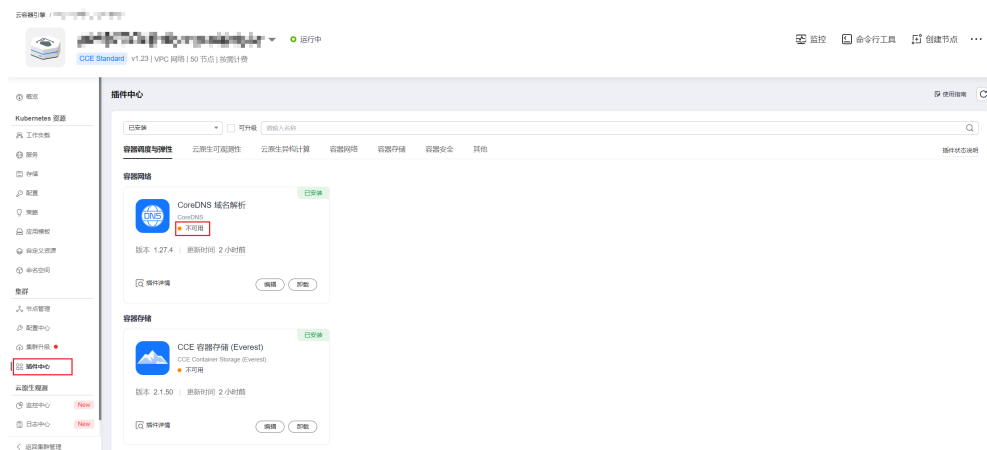 云容器引擎 /
运行中
监控 命令行工具 创建节点
CCE Standard v1.23 | VPC 网络 | 50 节点 | 按需计费
概览
插件中心
使用指南
Kubernetes 资源
工作负载
服务
存储
配置
策略
应用模板
自定义资源
命名空间
集群
节点管理
配置中心
集群升级
插件中心
云原生观测
监控中心 New
日志中心 New
返回集群管理
已安装 可升级 请输入名称
容器调度与弹性 云原生可观测性 云原生异构计算 容器网络 容器存储 容器安全 其他
插件状态说明
容器网络
已安装
DNS
CoreDNS 域名解析
CoreDNS
不可用
版本 1.27.4 | 更新时间 2 小时前
插件详情 编辑 卸载
容器存储
已安装
CCE 容器存储 (Everest)
CCE Container Storage (Everest)
不可用
版本 2.1.50 | 更新时间 2 小时前
插件详情 编辑 卸载